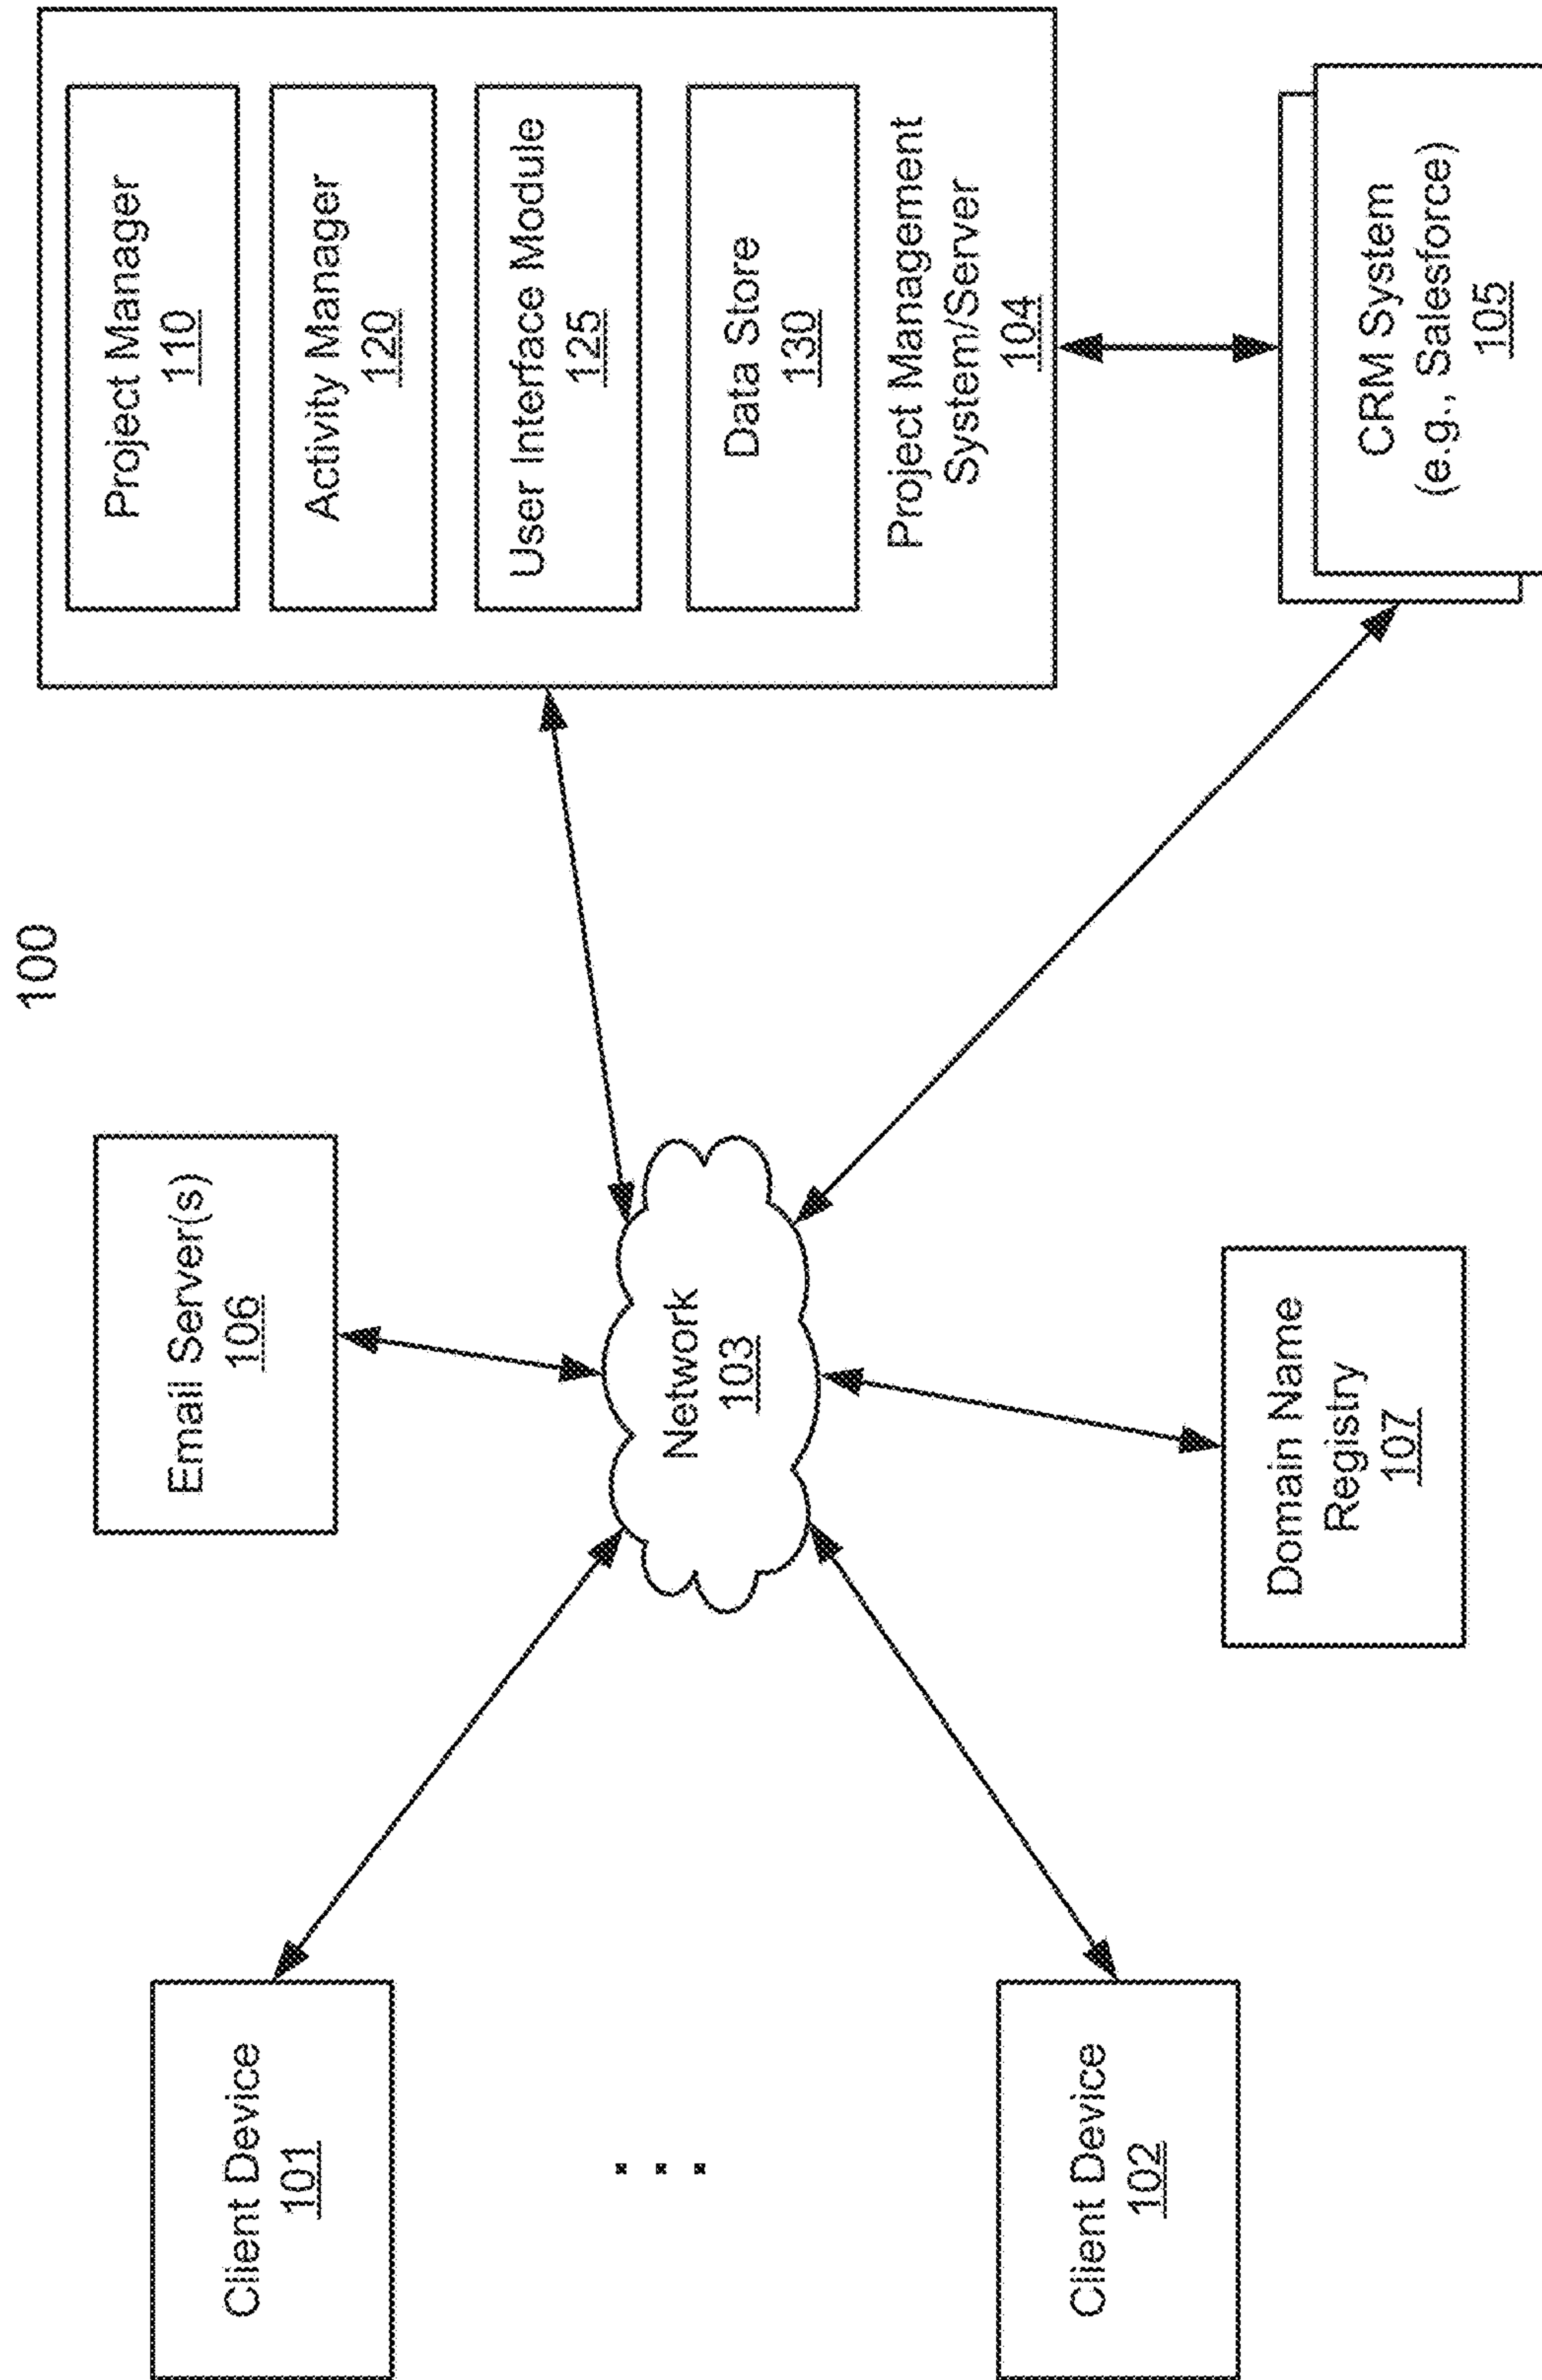 100
Client Device
101
. . .
Client Device
102
Email Server(s)
106
Network
103
Domain Name
Registry
107
Project Manager
110
Activity Manager
120
User Interface Module
125
Data Store
130
Project Management
System/Server
104
CRM System
(e.g., Salesforce)
105